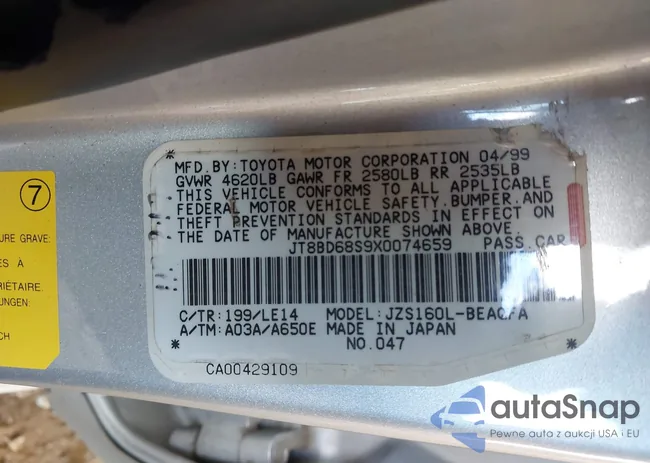 7
URE GRAVE:
RIÉTAIRE.
UNGEN:
CH
MFD.BY:TOYOTA MOTOR CORPORATION 04/99
GVWR 4620LB GAWR FR 2580LB RR 2535LB
THIS VEHICLE CONFORMS TO ALL APPLICABLE
FEDERAL MOTOR VEHICLE SAFETY,BUMPER,AND
THEFT PREVENTION STANDARDS IN EFFECT ON
THE DATE OF MANUFACTURE SHOWN ABOVE.
JT8BD68S9X0074659 PASS.CAR
C/TR:199/LE14 MODEL:JZS160L-BEAQFA
A/TM:A03A/A650E MADE IN JAPAN
NO.047
CA00429109
autaSnap
Pewne auta z aukcji USA i EU